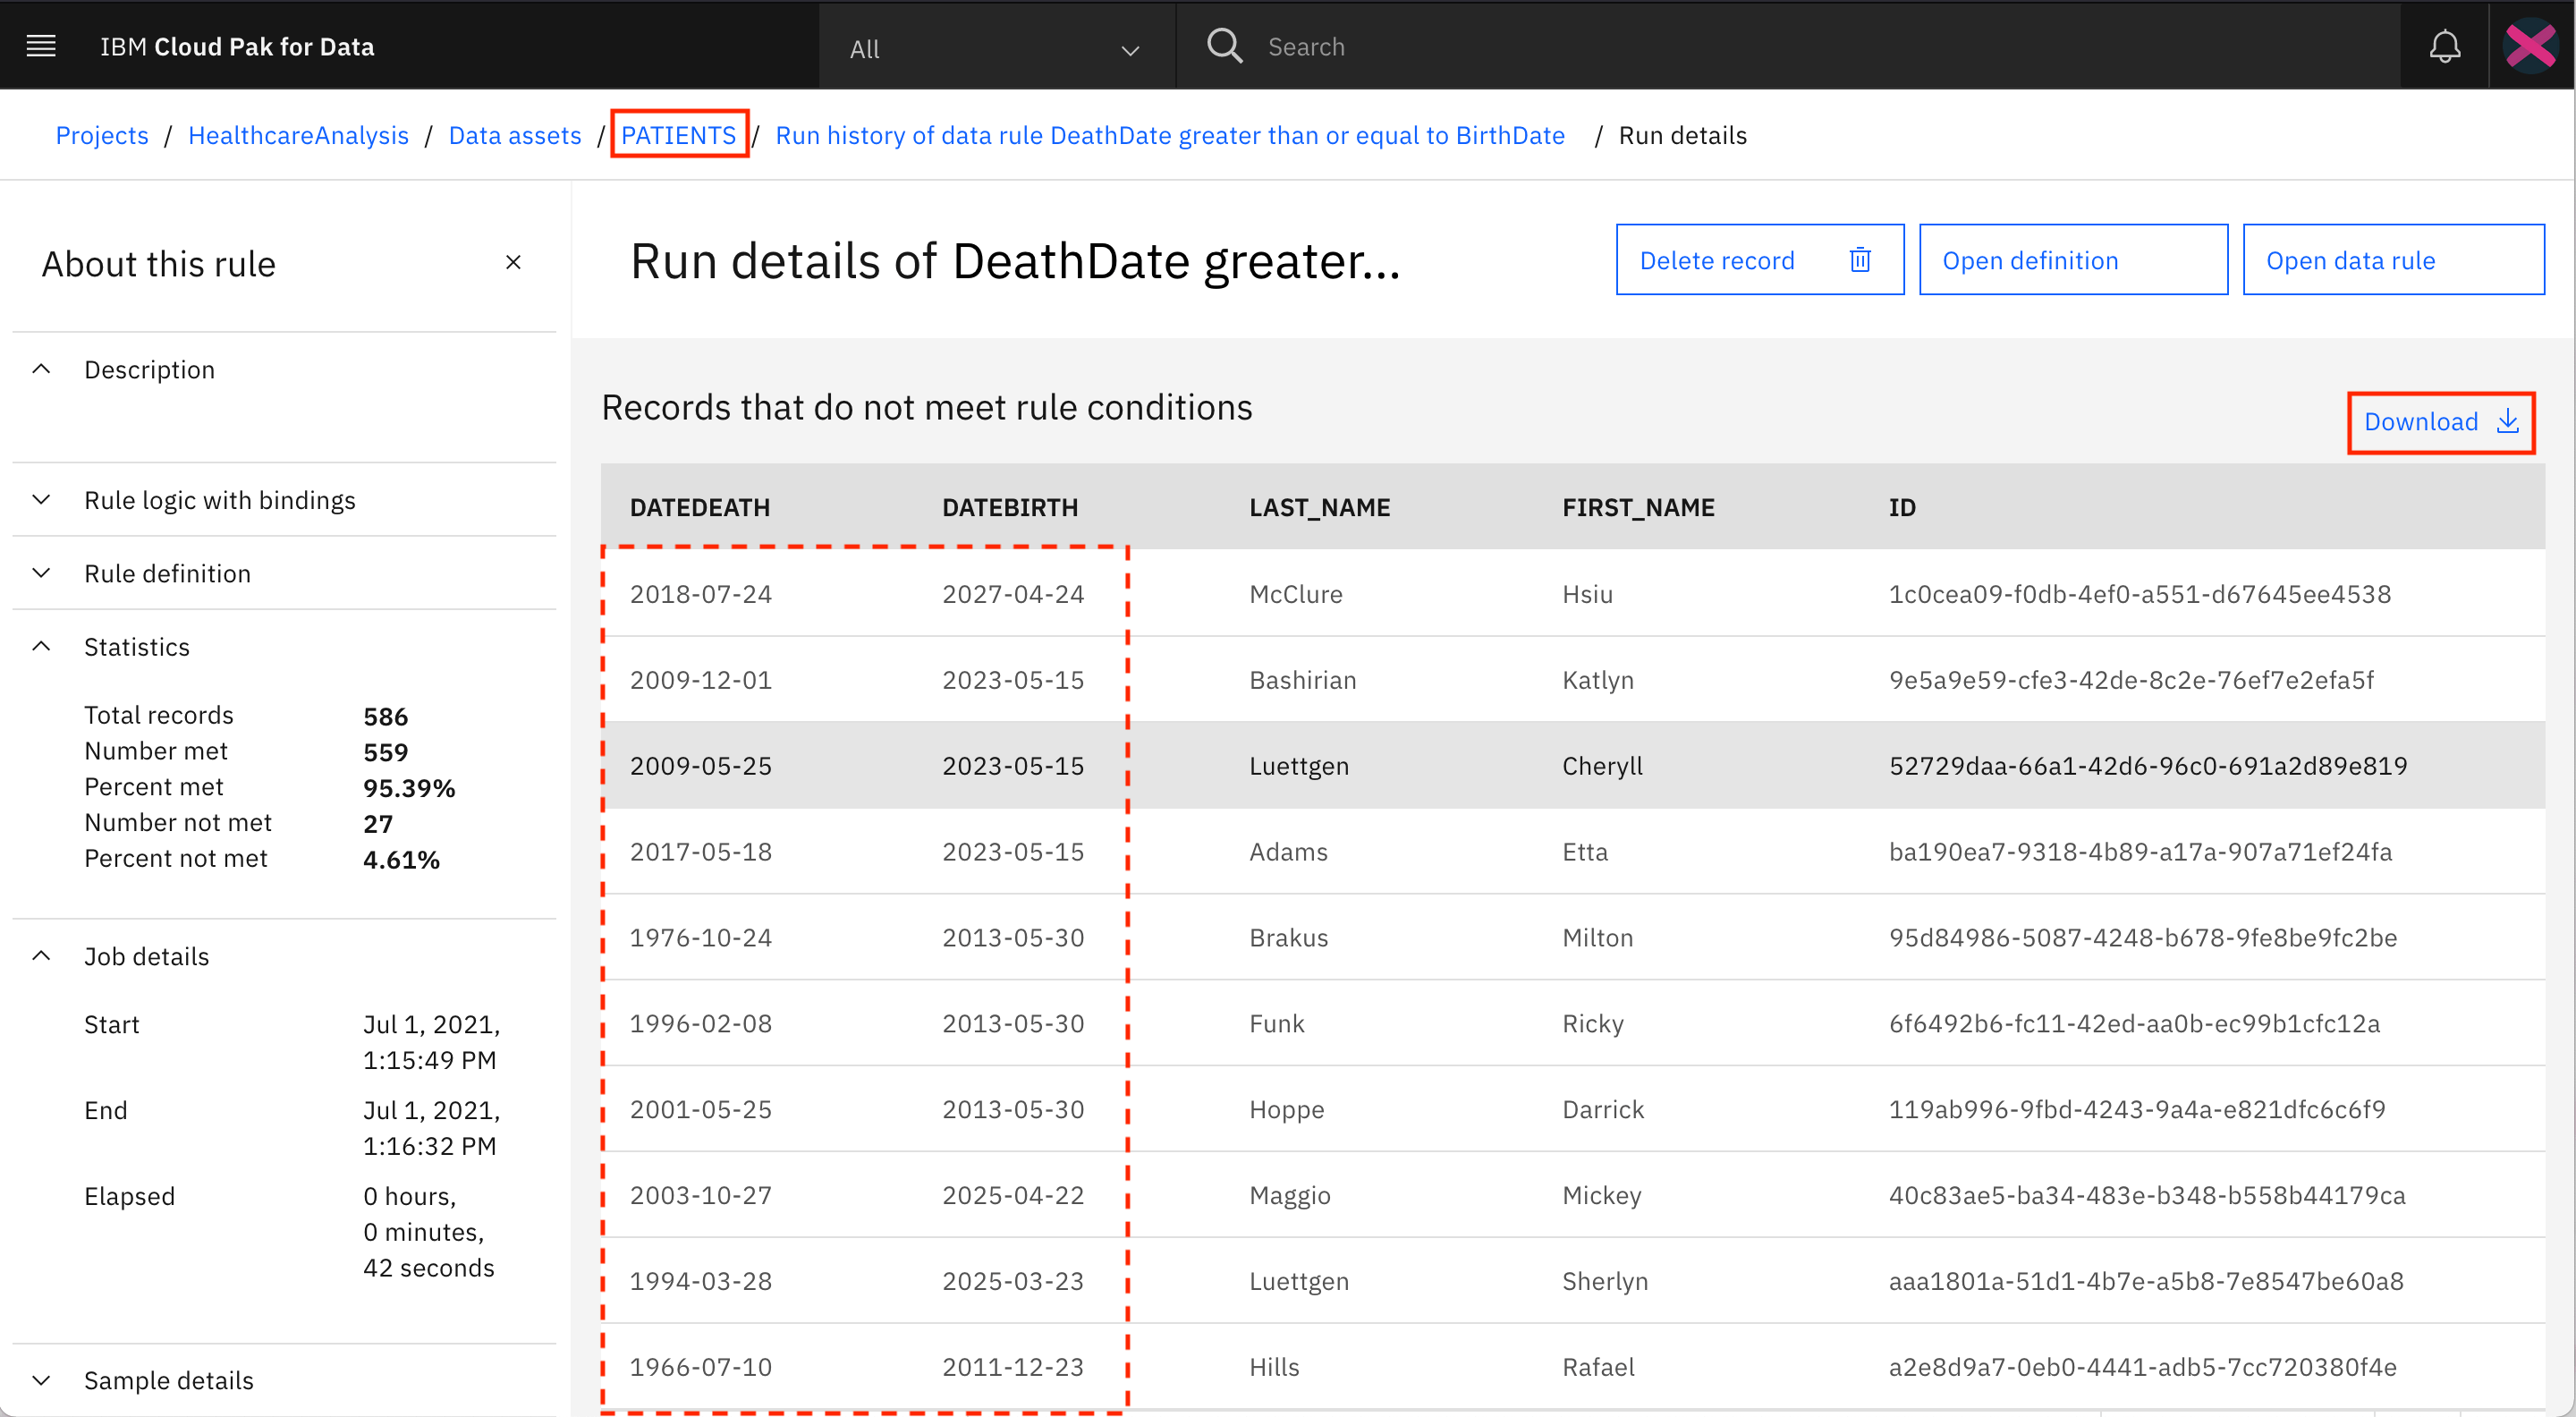 IBM Cloud Pak for Data
All
Search
Projects / HealthcareAnalysis / Data assets / PATIENTS / Run history of data rule DeathDate greater than or equal to BirthDate / Run details
About this rule
Description
Rule logic with bindings
Rule definition
Statistics
Total records 586
Number met 559
Percent met 95.39%
Number not met 27
Percent not met 4.61%
Job details
Start Jul 1, 2021,
1:15:49 PM
End Jul 1, 2021,
1:16:32 PM
Elapsed 0 hours,
0 minutes,
42 seconds
Sample details
Run details of DeathDate greater...
Delete record
Open definition
Open data rule
Records that do not meet rule conditions
Download
DATEDEATH DATEBIRTH LAST_NAME FIRST_NAME ID
2018-07-24 2027-04-24 McClure Hsiu 1c0cea09-f0db-4ef0-a551-d67645ee4538
2009-12-01 2023-05-15 Bashirian Katlyn 9e5a9e59-cfe3-42de-8c2e-76ef7e2efa5f
2009-05-25 2023-05-15 Luettgen Cheryll 52729daa-66a1-42d6-96c0-691a2d89e819
2017-05-18 2023-05-15 Adams Etta ba190ea7-9318-4b89-a17a-907a71ef24fa
1976-10-24 2013-05-30 Brakus Milton 95d84986-5087-4248-b678-9fe8be9fc2be
1996-02-08 2013-05-30 Funk Ricky 6f6492b6-fc11-42ed-aa0b-ec99b1cfc12a
2001-05-25 2013-05-30 Hoppe Darrick 119ab996-9fbd-4243-9a4a-e821dfc6c6f9
2003-10-27 2025-04-22 Maggio Mickey 40c83ae5-ba34-483e-b348-b558b44179ca
1994-03-28 2025-03-23 Luettgen Sherlyn aaa1801a-51d1-4b7e-a5b8-7e8547be60a8
1966-07-10 2011-12-23 Hills Rafael a2e8d9a7-0eb0-4441-adb5-7cc720380f4e